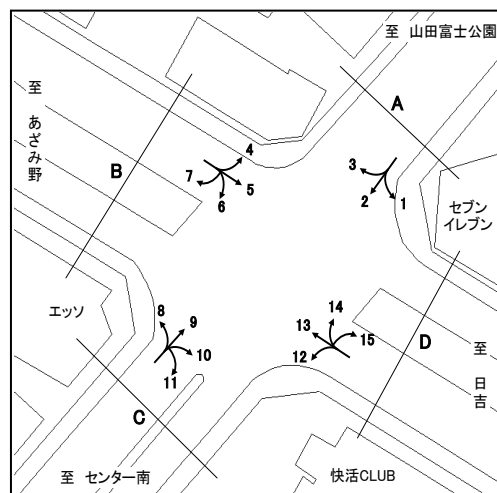 至 山田富士公園
至 あざみ野
A
B
4
7
5
6
3
2
1
セブン
イレブン
エッソ
8
9
10
11
14
13
15
12
D
至 日吉
C
至 センター南
快活CLUB